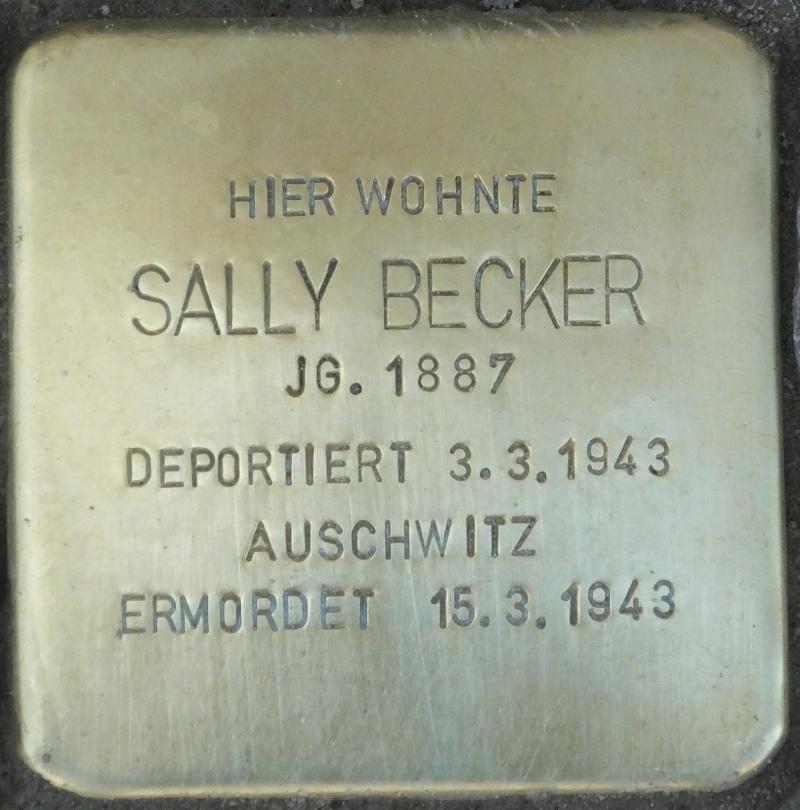 HIER WOHNTE
SALLY BECKER
JG. 1887
DEPORTIERT 3.3.1943
AUSCHWITZ
ERMORDET 15.3.1943